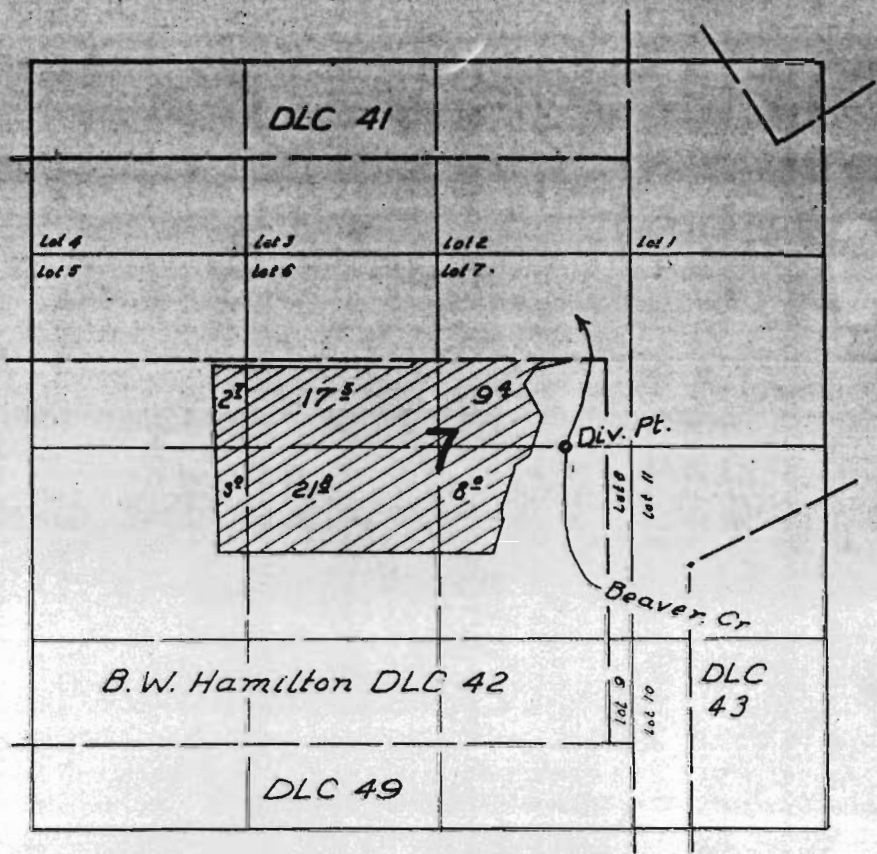 DLC 41
Lot 4 Lot 3 Lot 2 Lot 1
Lot 5 Lot 6 Lot 7.
17⁵ 9⁴
7
Div. Pt.
21⁸ 8⁰
Lot 8 Lot 11
Beaver Cr
B.W. Hamilton DLC 42
Lot 9 Lot 10
DLC
43
DLC 49